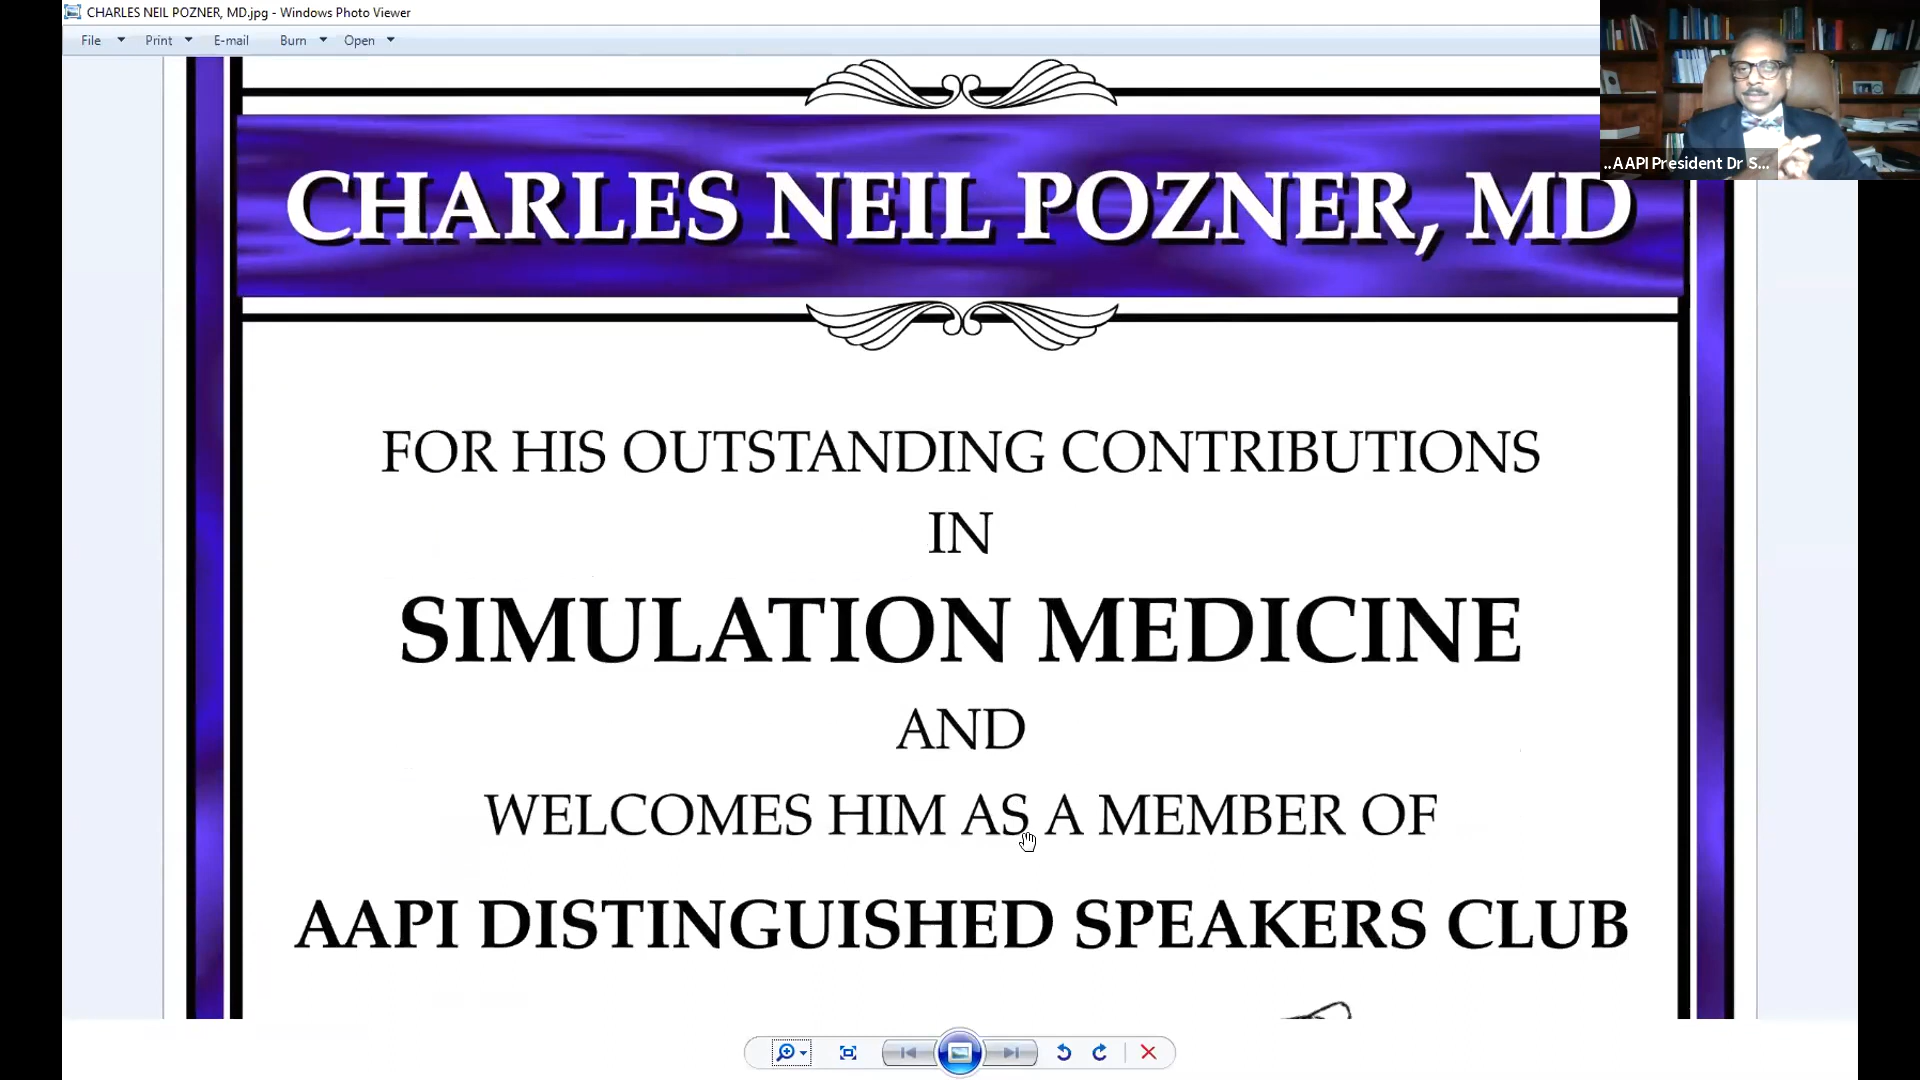 CHARLES NEIL POZNER, MD.jpg - Windows Photo Viewer
File Print E-mail Burn Open
..AAPI President Dr S...
CHARLES NEIL POZNER, MD
FOR HIS OUTSTANDING CONTRIBUTIONS
IN
SIMULATION MEDICINE
AND
WELCOMES HIM AS A MEMBER OF
AAPI DISTINGUISHED SPEAKERS CLUB